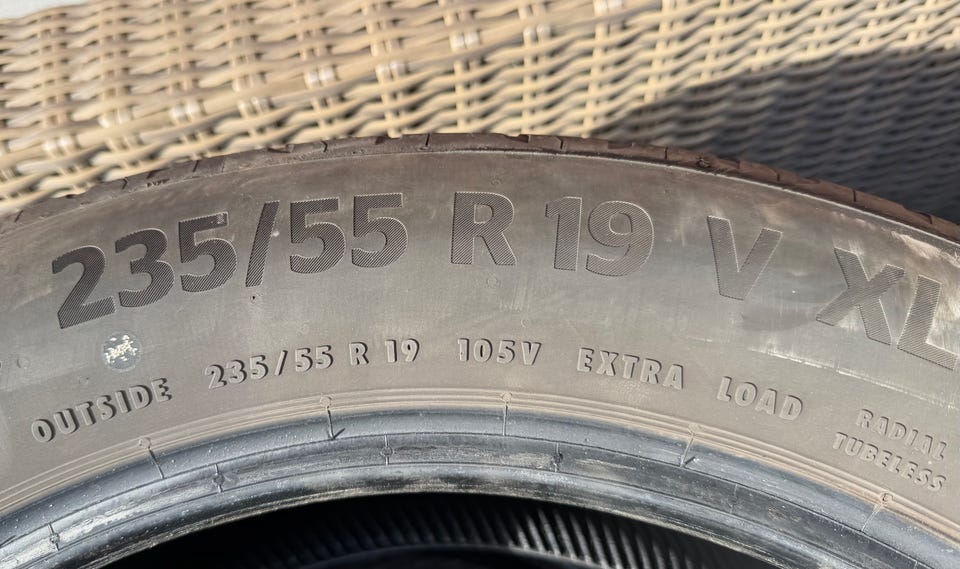 235/55 R 19 V XL
OUTSIDE 235/55 R 19 105V EXTRA LOAD
RADIAL
TUBELESS